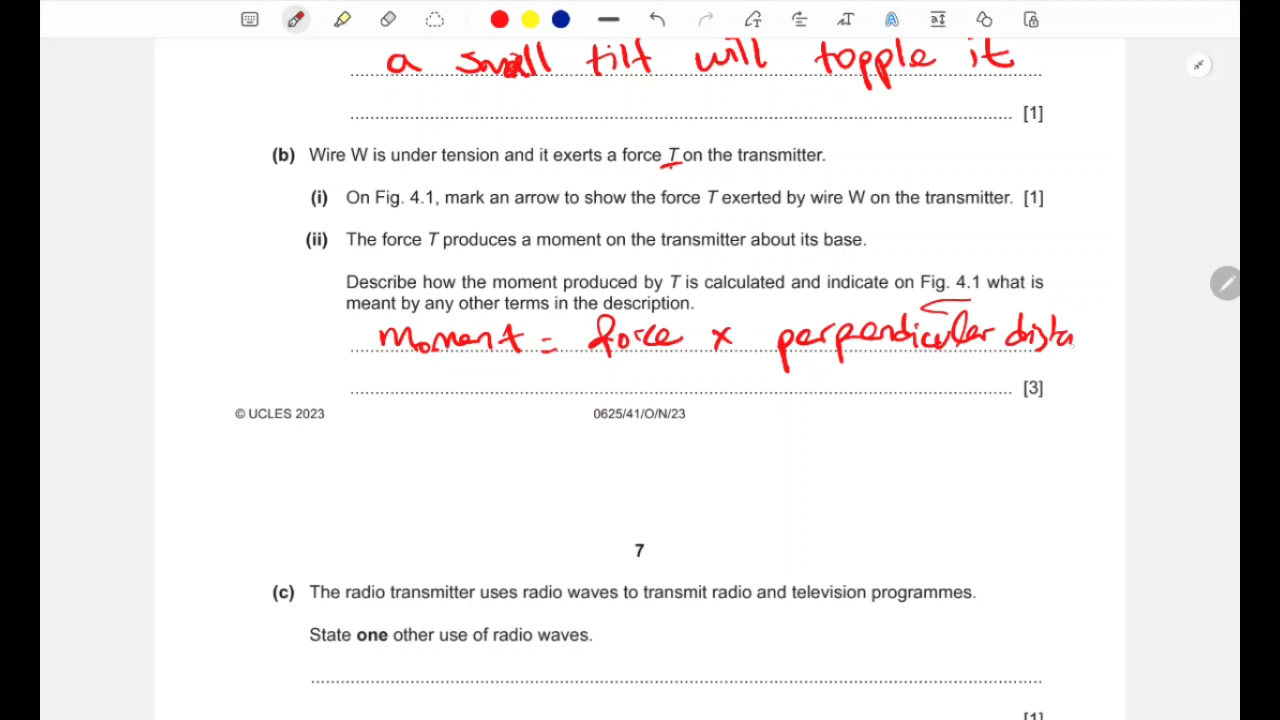 a small tilt will topple it
[1]
(b) Wire W is under tension and it exerts a force T on the transmitter.
(i) On Fig. 4.1, mark an arrow to show the force T exerted by wire W on the transmitter. [1]
(ii) The force T produces a moment on the transmitter about its base.
Describe how the moment produced by T is calculated and indicate on Fig. 4.1 what is
meant by any other terms in the description.
moment = force x perpendicular dista
[3]
© UCLES 2023 0625/41/O/N/23
7
(c) The radio transmitter uses radio waves to transmit radio and television programmes.
State one other use of radio waves.
[1]